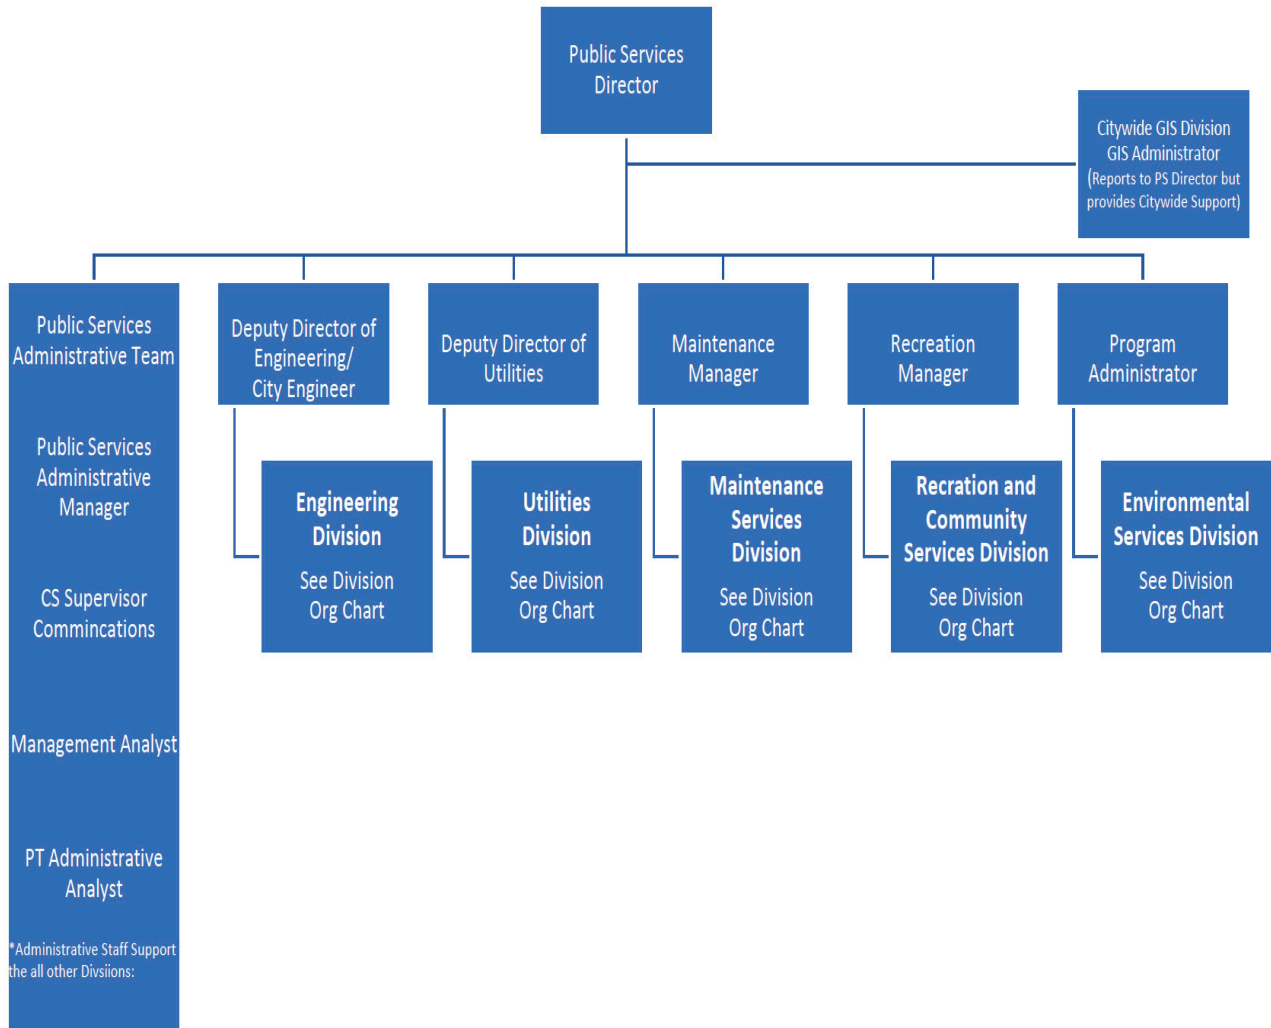 Public Services
Director
Citywide GIS Division
GIS Administrator
(Reports to PS Director but
provides Citywide Support)
Public Services
Administrative Team
Public Services
Administrative
Manager
CS Supervisor
Commincations
Management Analyst
PT Administrative
Analyst
*Administrative Staff Support
the all other Divsiions:
Deputy Director of
Engineering/
City Engineer
Engineering
Division
See Division
Org Chart
Deputy Director of
Utilities
Utilities
Division
See Division
Org Chart
Maintenance
Manager
Maintenance
Services
Division
See Division
Org Chart
Recreation
Manager
Recration and
Community
Services Division
See Division
Org Chart
Program
Administrator
Environmental
Services Division
See Division
Org Chart